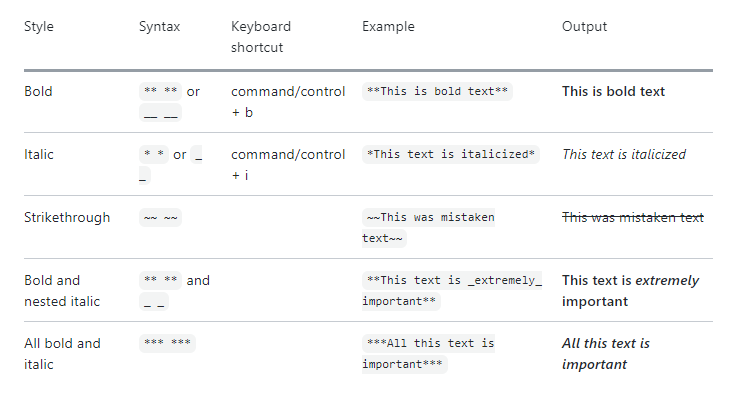 Style Syntax Keyboard shortcut Example Output
Bold ** ** or __ __ command/control + b **This is bold text** This is bold text
Italic * * or _ _ command/control + i *This text is italicized* This text is italicized
Strikethrough ~~ ~~ ~~This was mistaken text~~ This was mistaken text
Bold and nested italic ** ** and _ _ **This text is _extremely_ important** This text is extremely important
All bold and italic *** *** ***All this text is important*** All this text is important